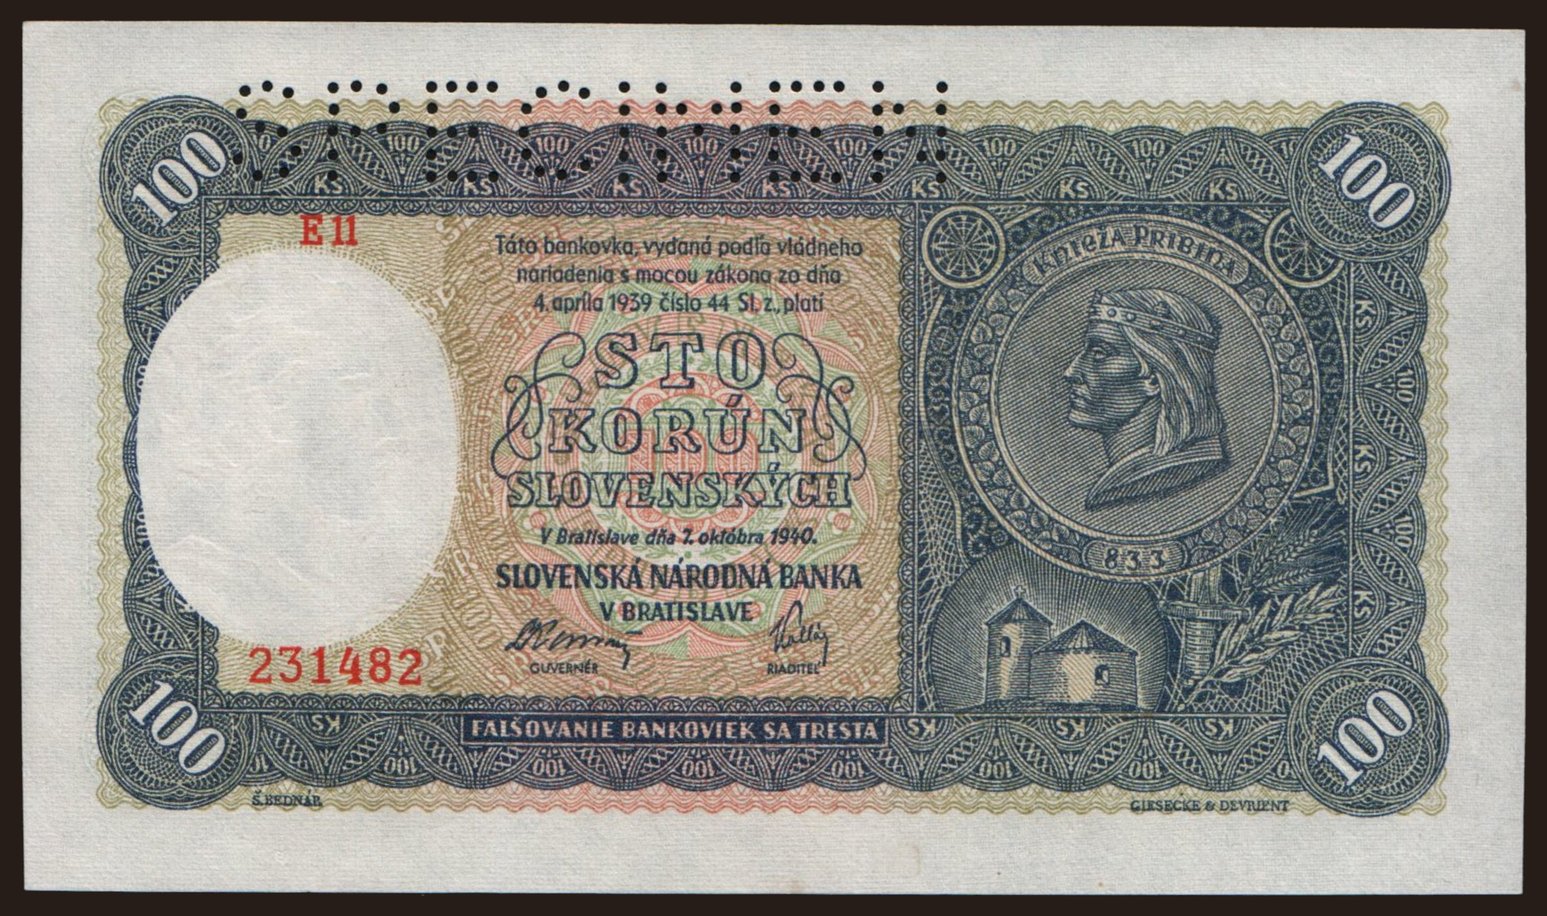 SPECIMEN
100
100
E 11
Táto bankovka, vydaná podľa vládneho
nariadenia s mocou zákona zo dňa
4. apríla 1939 číslo 44 Sl. z., platí
STO
KORÚN
SLOVENSKÝCH
V Bratislave dňa 7. októbra 1940.
SLOVENSKÁ NÁRODNÁ BANKA
V BRATISLAVE
GUVERNÉR
RIADITEĽ
KNIEŽA PRIBINA
833
231482
FALŠOVANIE BANKOVIEK SA TRESTÁ
100
100
Š. BEDNÁR.
GIESECKE & DEVRIENT